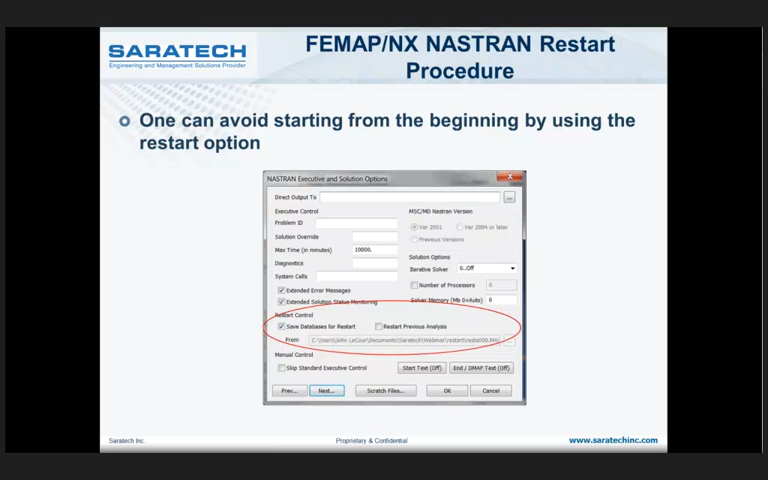 SARATECH
Engineering and Management Solutions Provider
FEMAP/NX NASTRAN Restart
Procedure
One can avoid starting from the beginning by using the
restart option
NASTRAN Executive and Solution Options
Direct Output To
...
Executive Control
MSC/MD Nastran Version
Problem ID
Ver 2001
Ver 2004 or later
Solution Override
Previous Versions
Max Time (in minutes)
10000.
Diagnostics
Solution Options
System Cells
Iterative Solver
0..Off
Extended Error Messages
Number of Processors
0
Extended Solution Status Monitoring
Solver Memory (Mb 0=Auto)
0
Restart Control
Save Databases for Restart
Restart Previous Analysis
From
Manual Control
Skip Standard Executive Control
Start Text (Off)
End / DMAP Text (Off)
Prev...
Next...
Scratch Files...
OK
Cancel
Saratech Inc.
Proprietary & Confidential
www.saratechinc.com